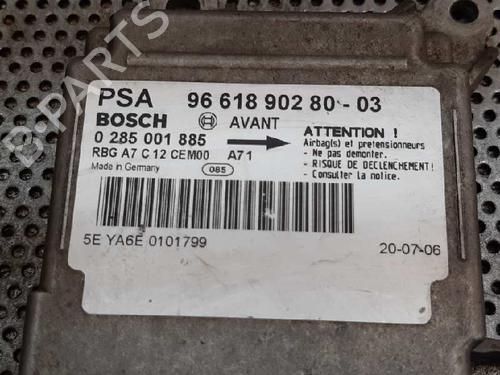 PSA 96 618 902 80 - 03
BOSCH AVANT
0 285 001 885
RBG A7 C 12 CEM00 A71
Made in Germany 085
ATTENTION !
Airbag(s) et pretensionneurs
- Ne pas demonter.
- RISQUE DE DECLENCHEMENT!
- Consulter la notice.
5E YA6E 0101799
20-07-06
B-PARTS